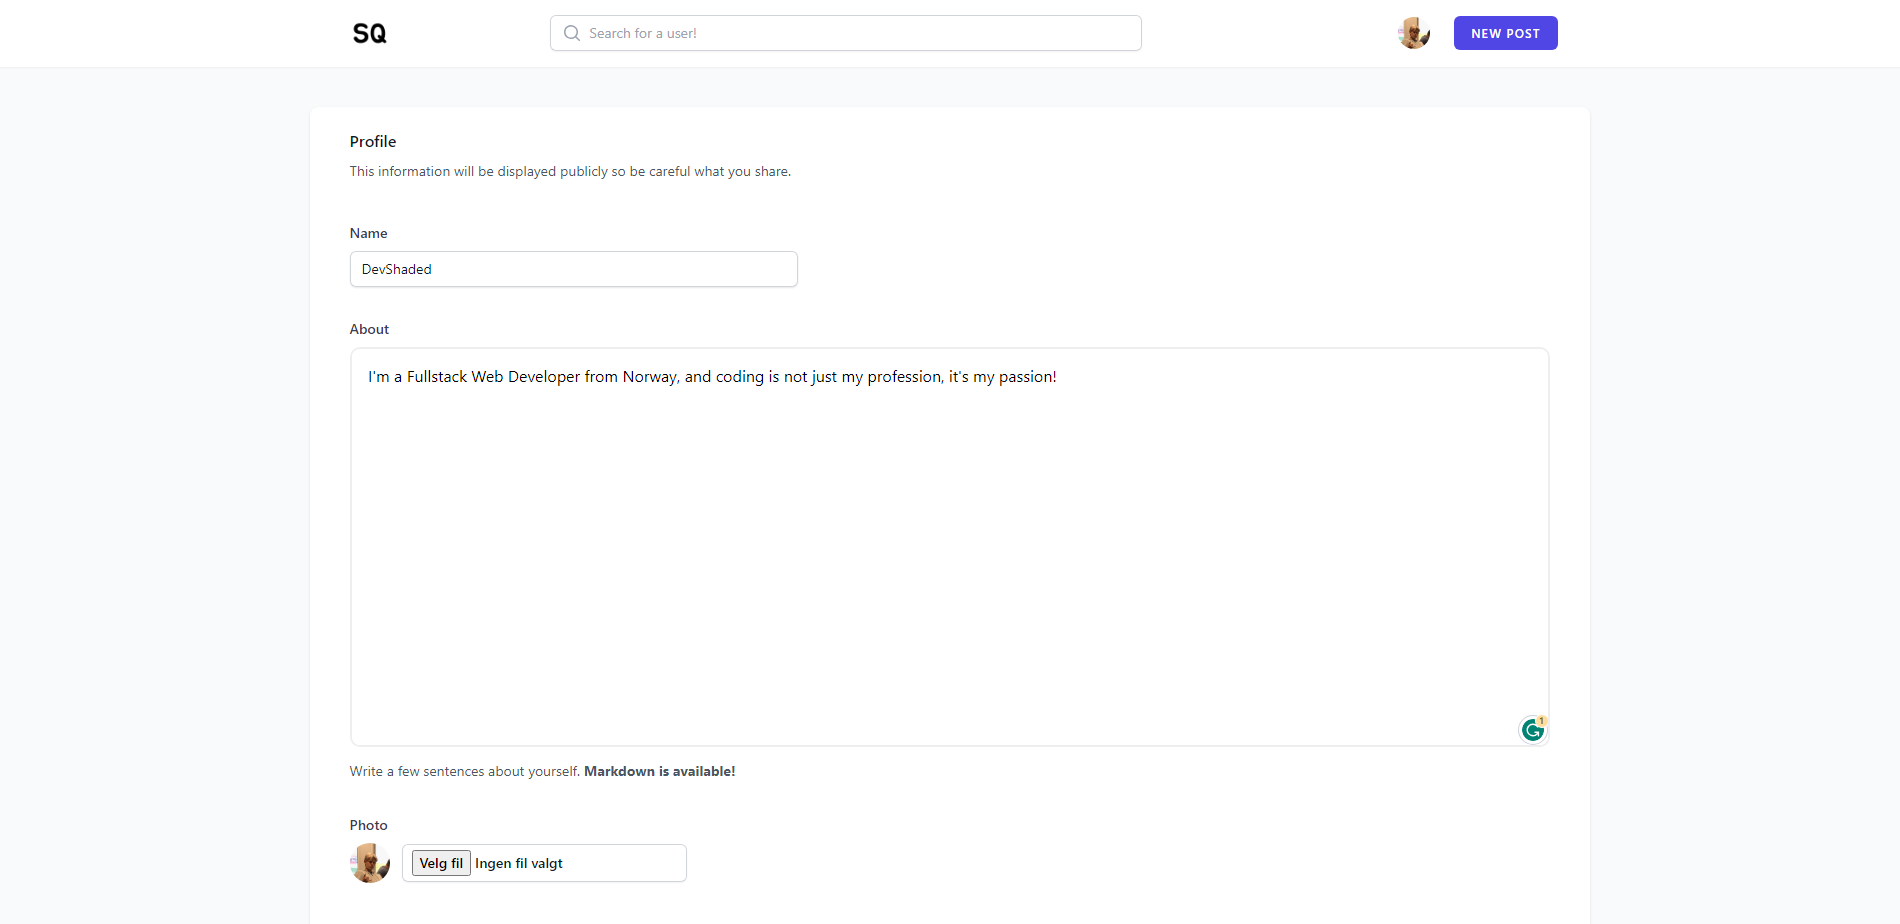 SQ
Search for a user!
NEW POST
Profile
This information will be displayed publicly so be careful what you share.
Name
DevShaded
About
I'm a Fullstack Web Developer from Norway, and coding is not just my profession, it's my passion!
1
Write a few sentences about yourself. Markdown is available!
Photo
Velg fil Ingen fil valgt